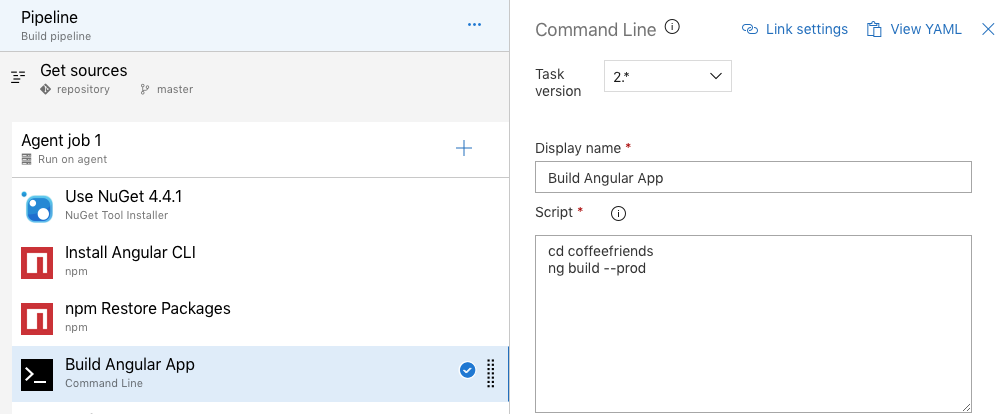 Pipeline
Build pipeline
Get sources
repository
master
Agent job 1
Run on agent
Use NuGet 4.4.1
NuGet Tool Installer
Install Angular CLI
npm
npm Restore Packages
npm
Build Angular App
Command Line
Command Line
Link settings
View YAML
Task
version
2.*
Display name *
Build Angular App
Script *
cd coffeefriends
ng build --prod